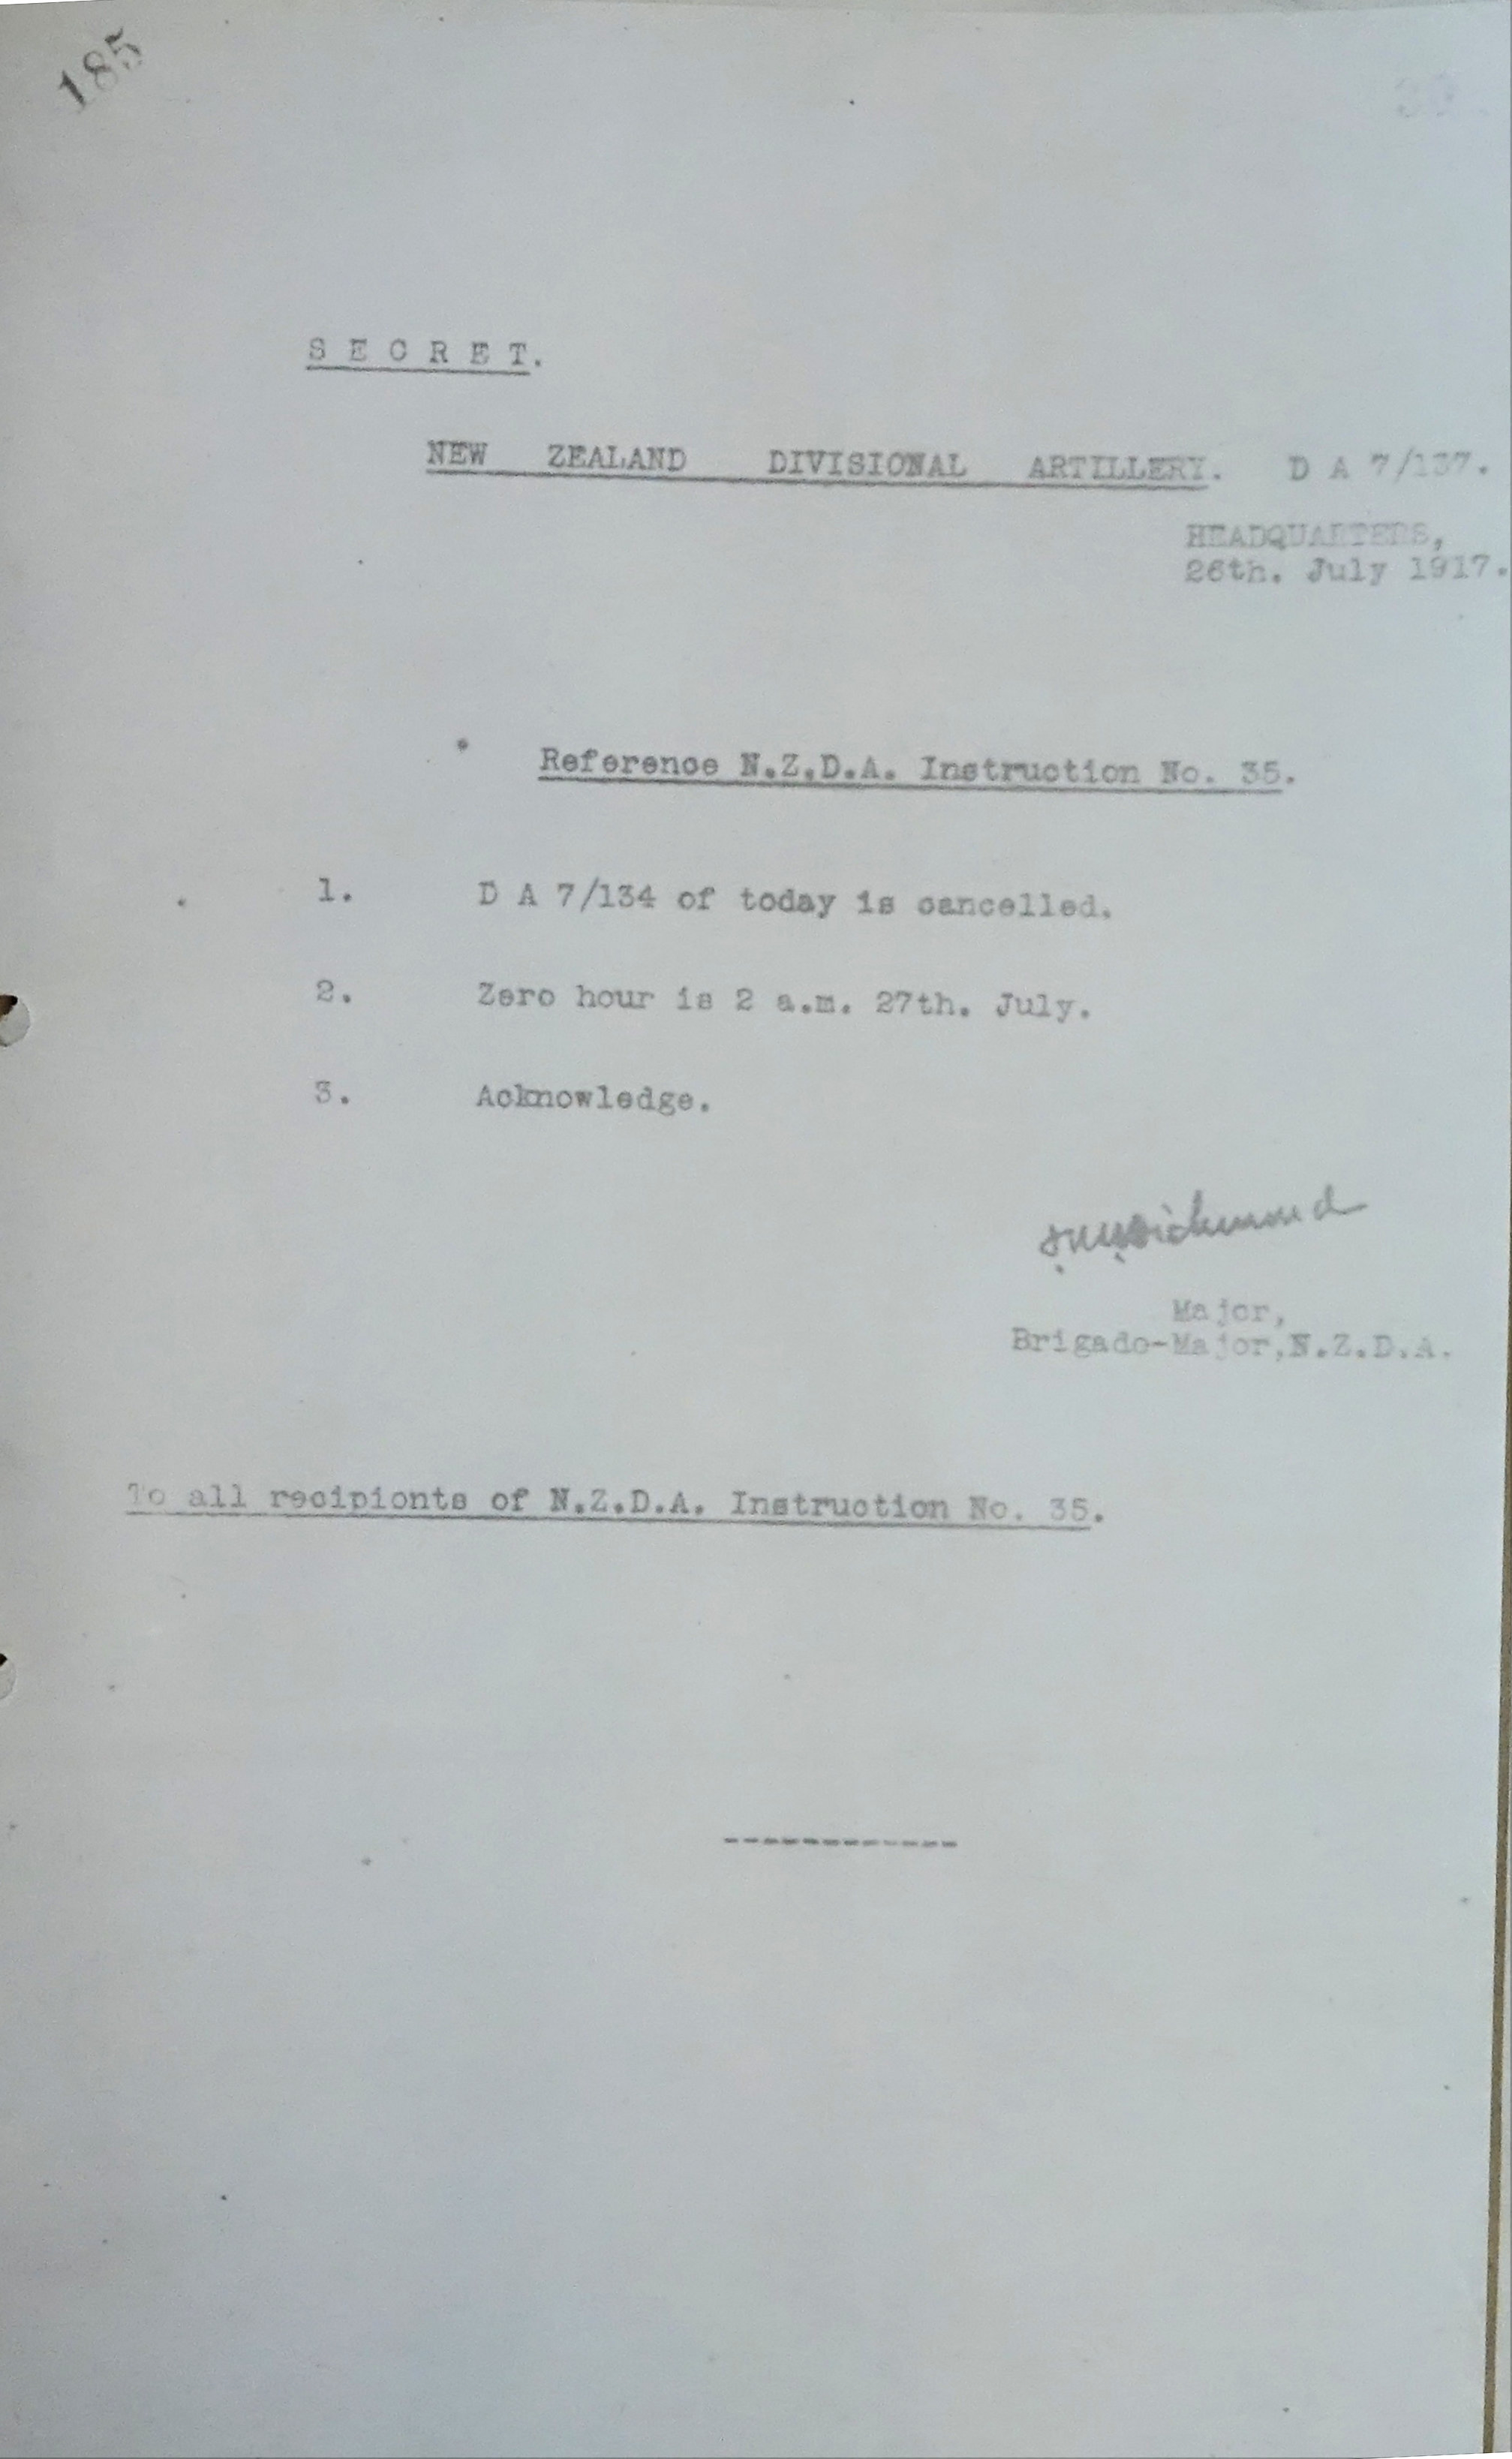 185
S E C R E T.
NEW ZEALAND DIVISIONAL ARTILLERY. D A 7/137.
HEADQUARTERS,
26th. July 1917.
Reference N.Z.D.A. Instruction No. 35.
1. D A 7/134 of today is cancelled.
2. Zero hour is 2 a.m. 27th. July.
3. Acknowledge.
Major,
Brigade-Major,N.Z.D.A.
To all recipients of N.Z.D.A. Instruction No. 35.
------------